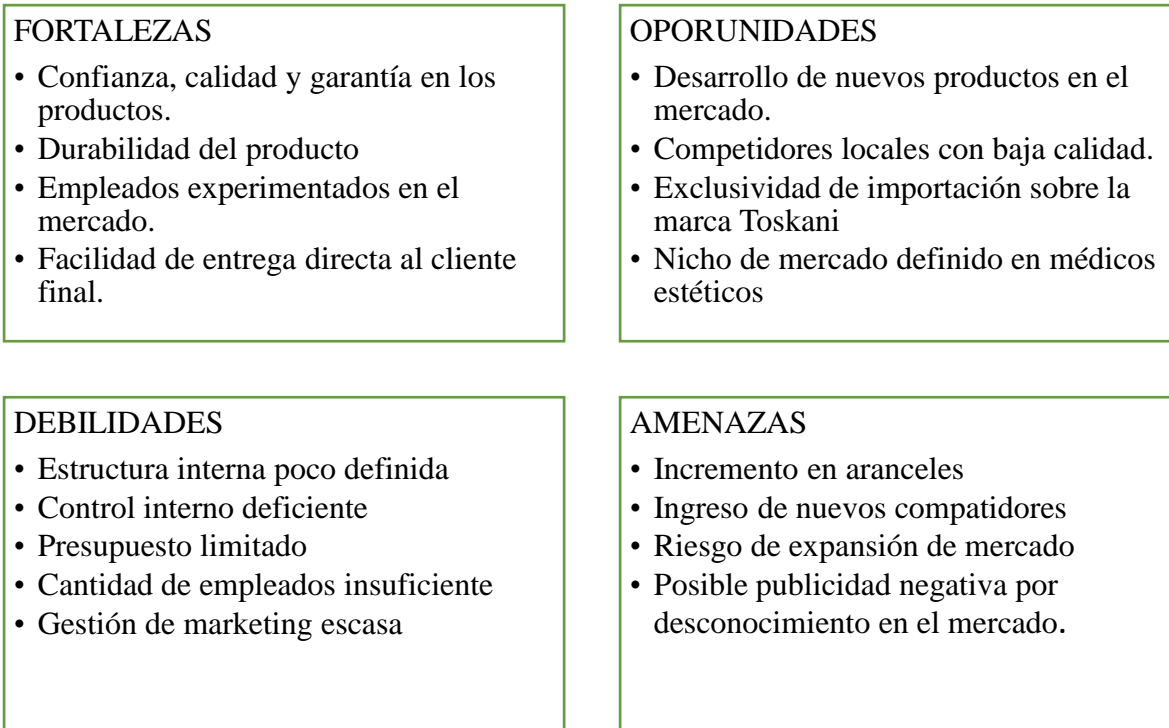 FORTALEZAS
• Confianza, calidad y garantía en los
productos.
• Durabilidad del producto
• Empleados experimentados en el
mercado.
• Facilidad de entrega directa al cliente
final.
OPORUNIDADES
• Desarrollo de nuevos productos en el
mercado.
• Competidores locales con baja calidad.
• Exclusividad de importación sobre la
marca Toskani
• Nicho de mercado definido en médicos
estéticos
DEBILIDADES
• Estructura interna poco definida
• Control interno deficiente
• Presupuesto limitado
• Cantidad de empleados insuficiente
• Gestión de marketing escasa
AMENAZAS
• Incremento en aranceles
• Ingreso de nuevos compatidores
• Riesgo de expansión de mercado
• Posible publicidad negativa por
desconocimiento en el mercado.